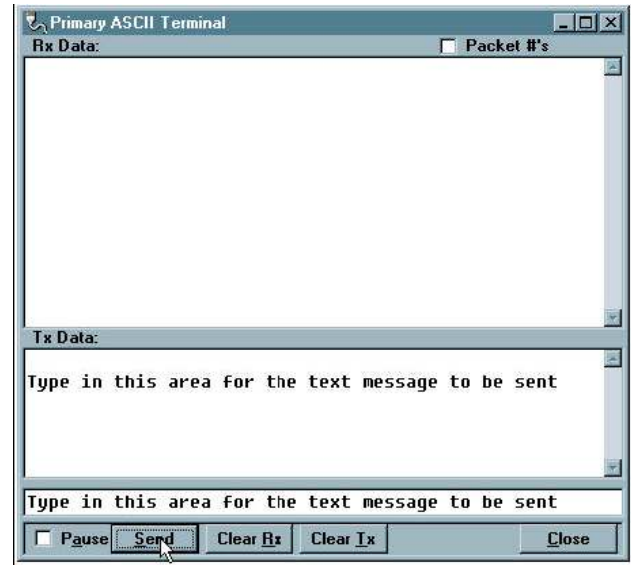 Primary ASCII Terminal
Rx Data: Packet #'s
Tx Data:
Type in this area for the text message to be sent
Type in this area for the text message to be sent
Pause Send Clear Rx Clear Tx Close